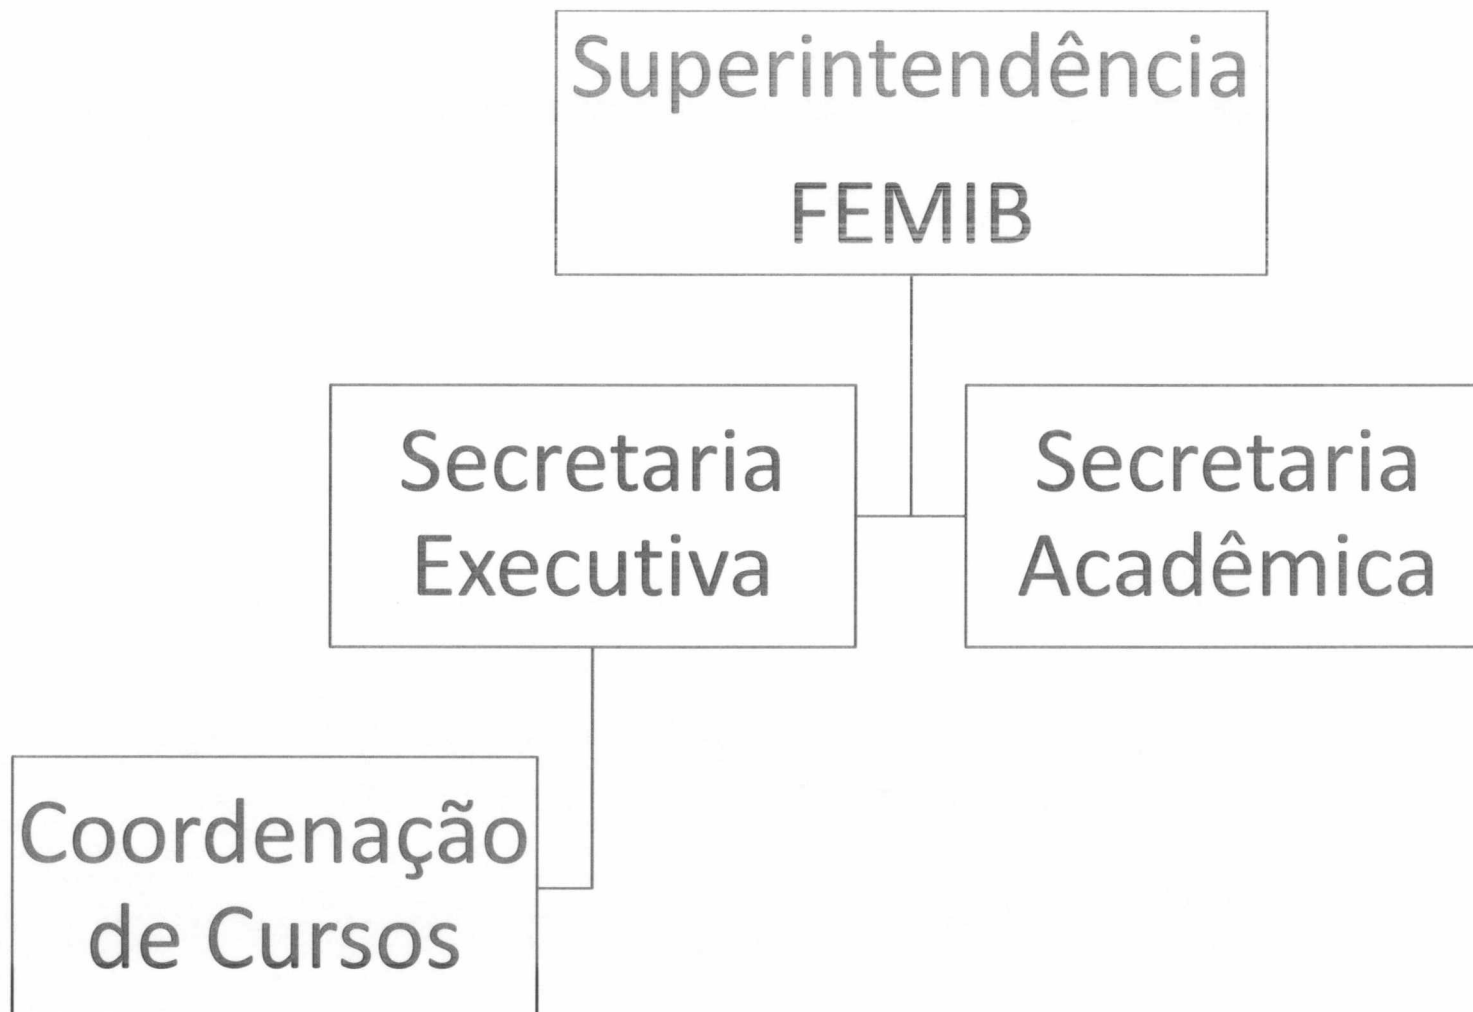 Superintendência
FEMIB
Secretaria
Executiva
Secretaria
Acadêmica
Coordenação
de Cursos